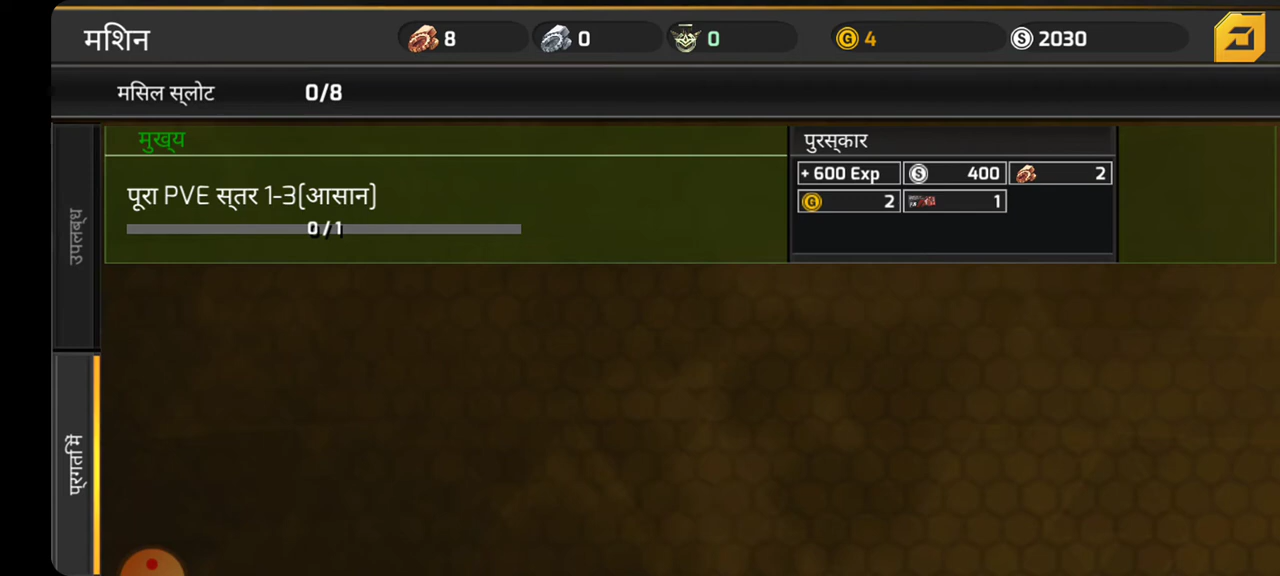 मशिन 8 0 0 G 4 S 2030
मसिल स्लोट 0/8
मुख्य
पुरस्कार
पूरा PVE स्तर 1-3[आसान]
0/1
+ 600 Exp S 400 2
G 2 1
उपलब्ध
प्रगतिमें